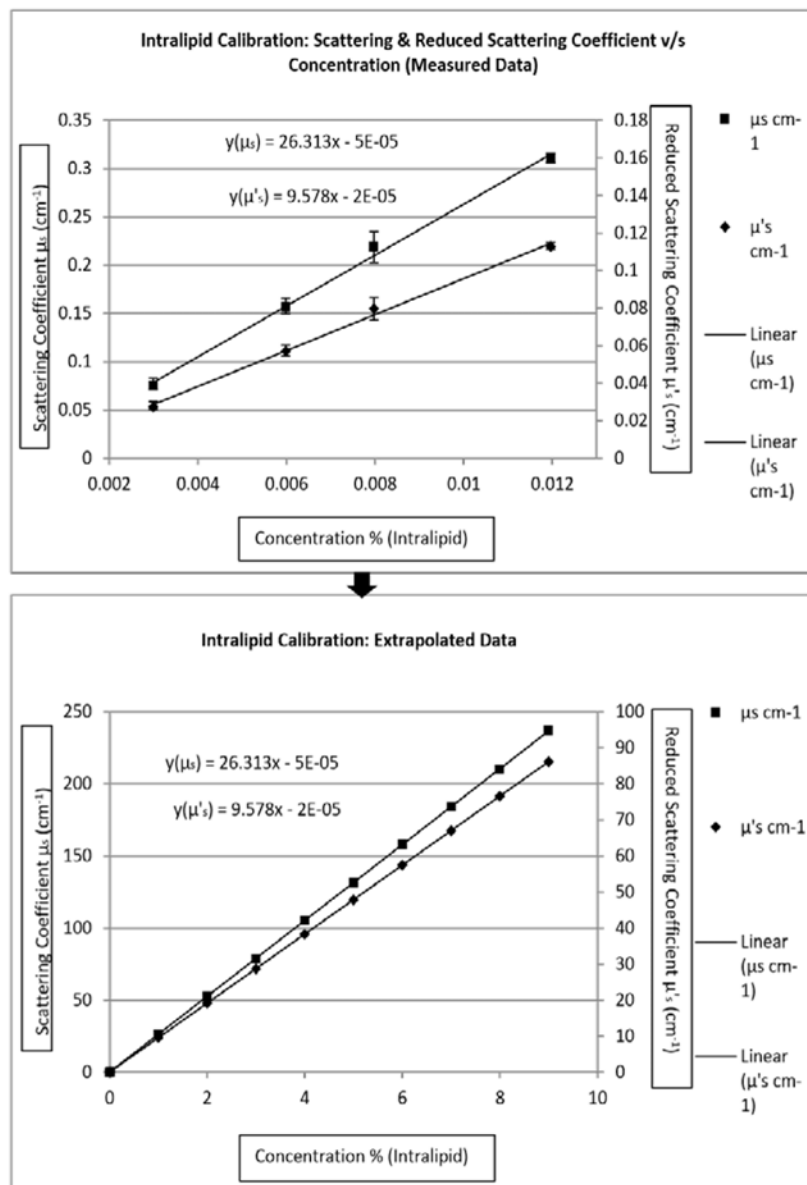 Intralipid Calibration: Scattering & Reduced Scattering Coefficient v/s
Concentration (Measured Data)
Scattering Coefficient μs (cm⁻¹)
0.35
0.3
0.25
0.2
0.15
0.1
0.05
0
y(μs) = 26.313x - 5E-05
y(μ's) = 9.578x - 2E-05
0.18
0.16
0.14
0.12
0.1
0.08
0.06
0.04
0.02
0
Reduced Scattering Coefficient μ's (cm⁻¹)
0.002 0.004 0.006 0.008 0.01 0.012
Concentration % (Intralipid)
μs cm-
1
μ's
cm-1
Linear
(μs
cm-1)
Linear
(μ's
cm-1)
Intralipid Calibration: Extrapolated Data
Scattering Coefficient μs (cm⁻¹)
250
200
150
100
50
0
y(μs) = 26.313x - 5E-05
y(μ's) = 9.578x - 2E-05
100
90
80
70
60
50
40
30
20
10
0
Reduced Scattering Coefficient μ's (cm⁻¹)
0 2 4 6 8 10
Concentration % (Intralipid)
μs cm-1
μ's cm-1
Linear
(μs cm-
1)
Linear
(μ's cm-
1)